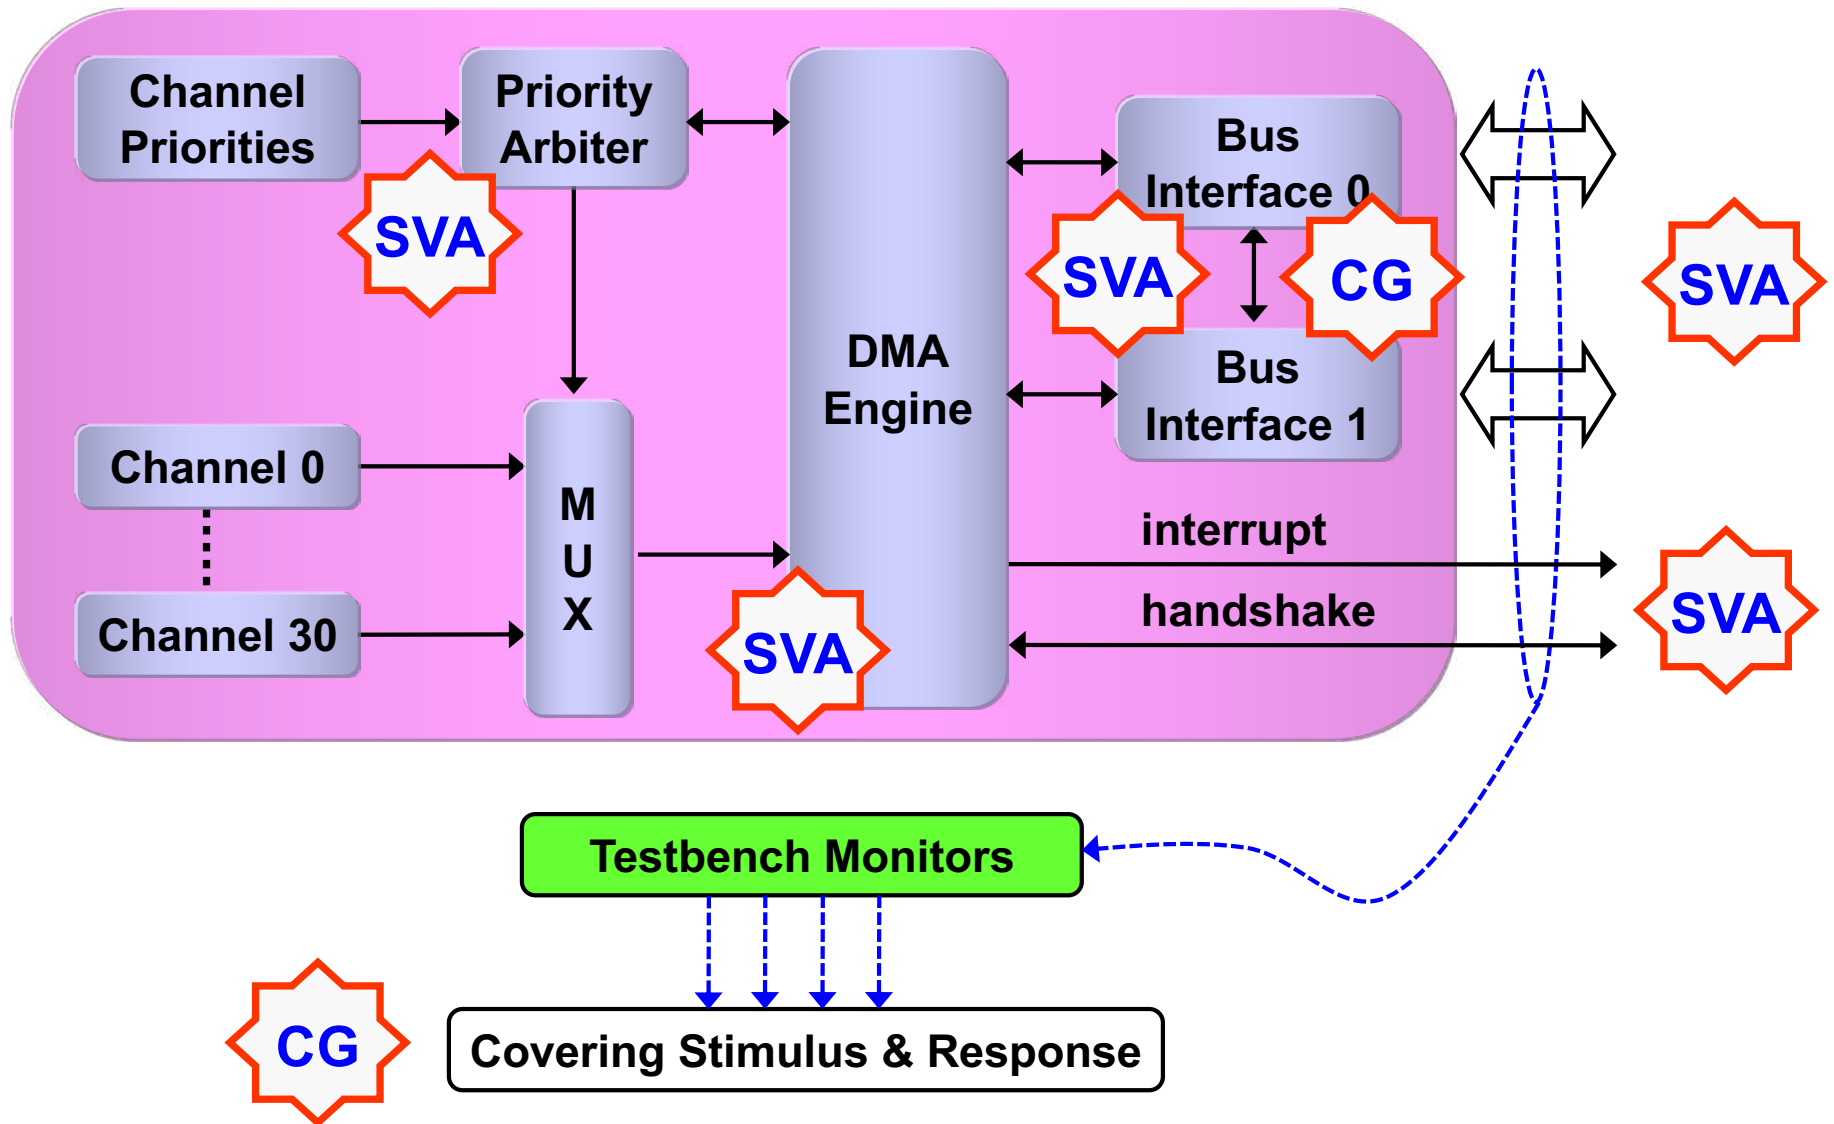 Channel
Priorities
Priority
Arbiter
SVA
Bus
Interface 0
SVA
CG
SVA
DMA
Engine
Bus
Interface 1
Channel 0
M
U
X
interrupt
handshake
Channel 30
SVA
SVA
Testbench Monitors
CG
Covering Stimulus & Response